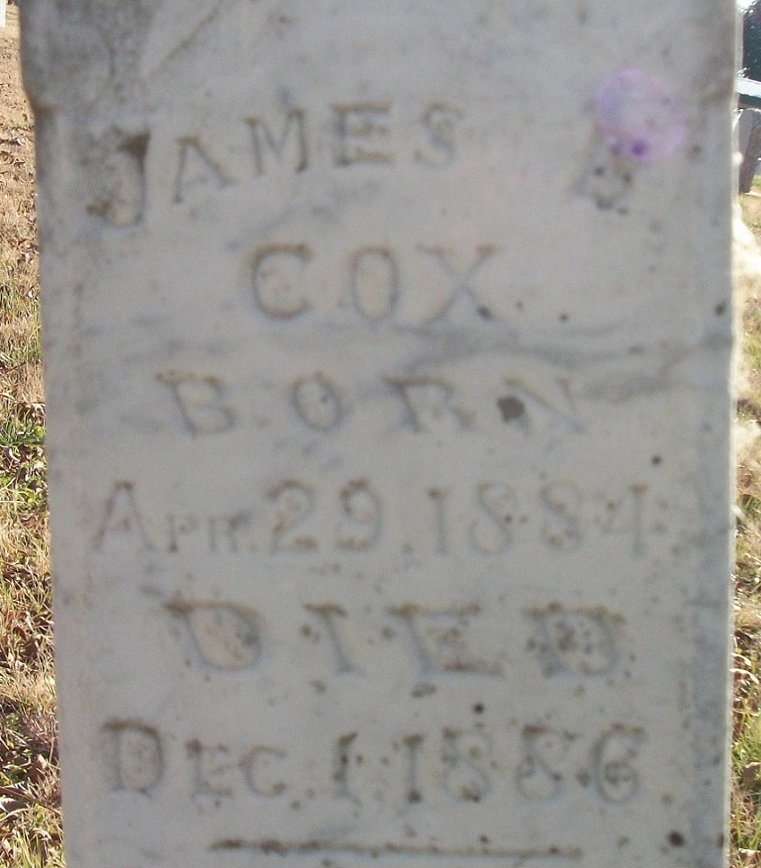 JAMES
COX
BORN
APR. 29, 1884
DIED
DEC. 1, 1886